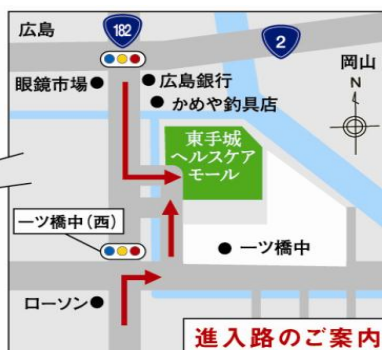 広島
182
2
岡山
N
眼鏡市場
広島銀行
かめや釣具店
東手城
ヘルスケア
モール
一ツ橋中(西)
一ツ橋中
ローソン
進入路のご案内